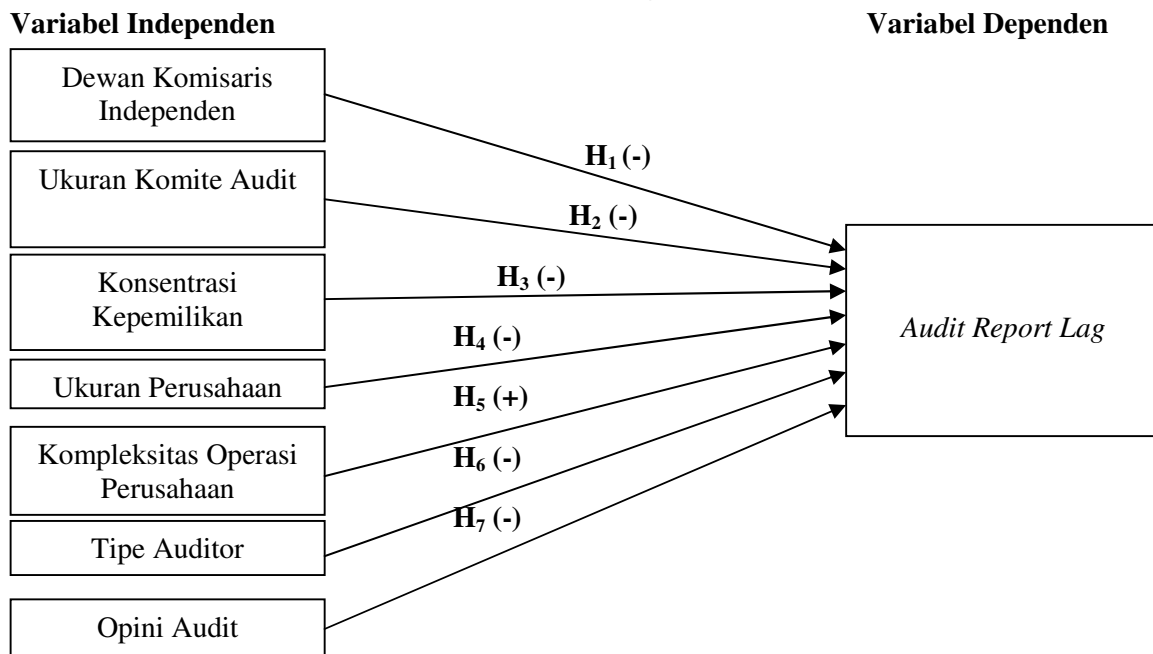 Variabel Independen
Variabel Dependen
Dewan Komisaris
Independen
H₁ (-)
Ukuran Komite Audit
H₂ (-)
Konsentrasi
Kepemilikan
H₃ (-)
Audit Report Lag
H₄ (-)
Ukuran Perusahaan
H₅ (+)
Kompleksitas Operasi
Perusahaan
H₆ (-)
Tipe Auditor
H₇ (-)
Opini Audit